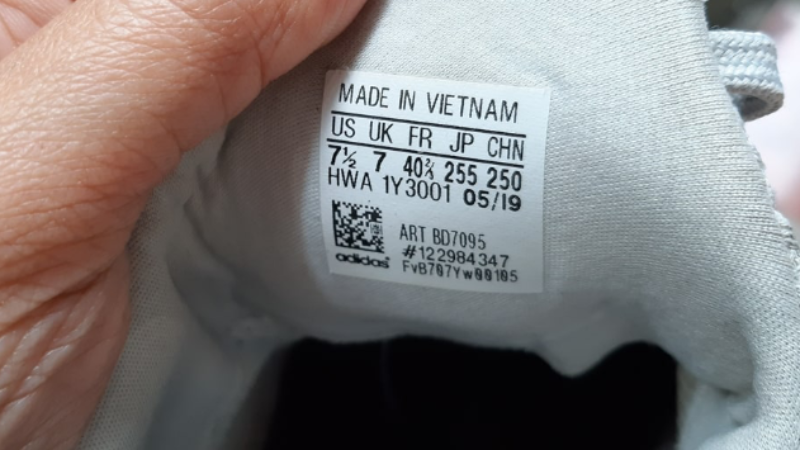 MADE IN VIETNAM
US UK FR JP CHN
7½ 7 40⅔ 255 250
HWA 1Y3001 05/19
ART BD7095
#122984347
adidas FvB707Yw00105